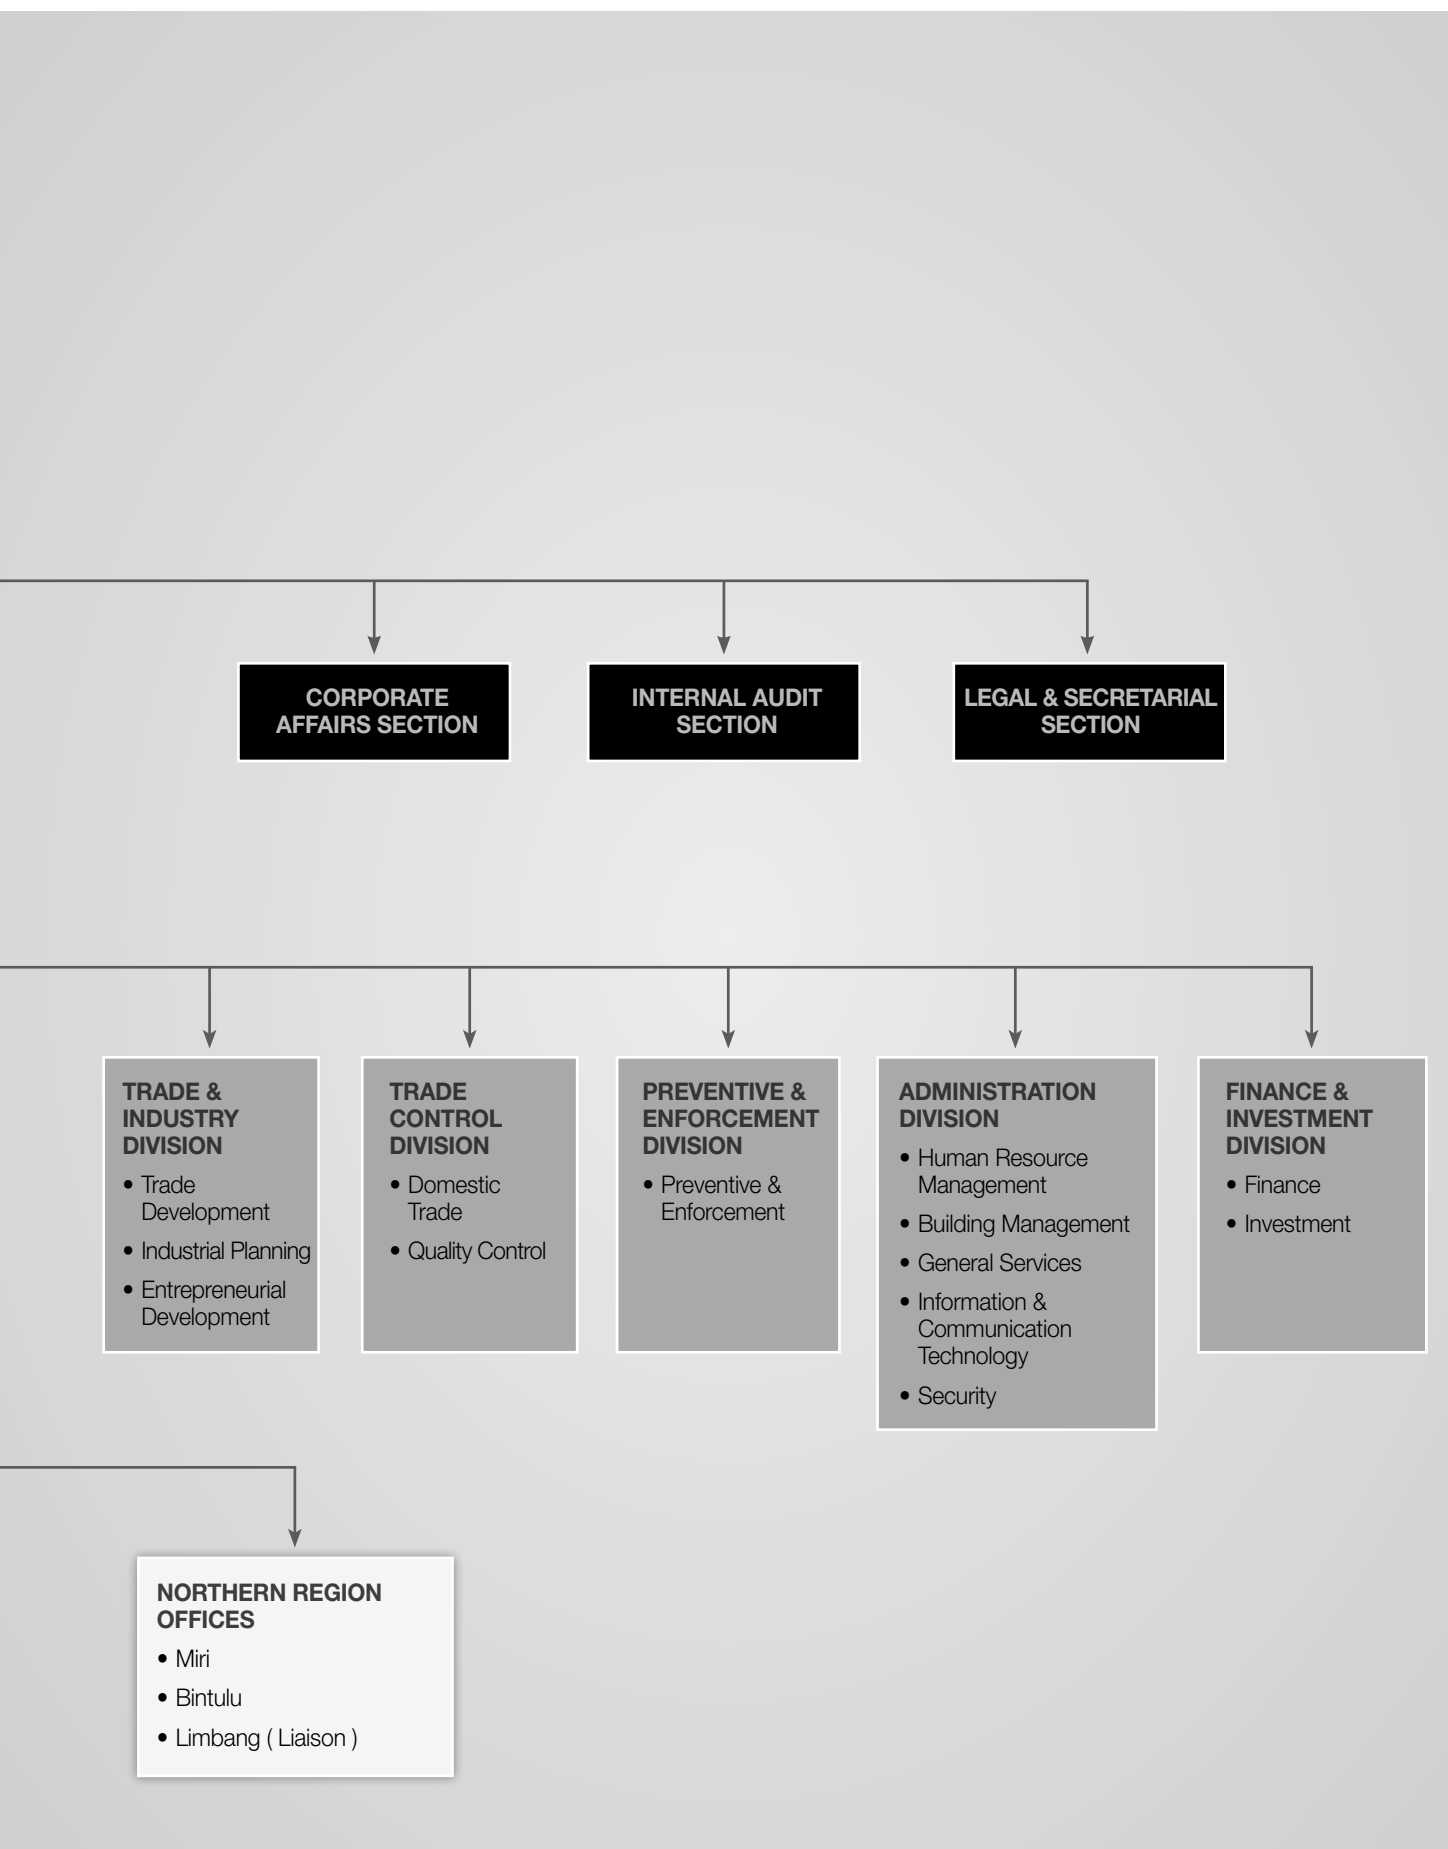 CORPORATE
AFFAIRS SECTION
INTERNAL AUDIT
SECTION
LEGAL & SECRETARIAL
SECTION
TRADE &
INDUSTRY
DIVISION
• Trade
Development
• Industrial Planning
• Entrepreneurial
Development
TRADE
CONTROL
DIVISION
• Domestic
Trade
• Quality Control
PREVENTIVE &
ENFORCEMENT
DIVISION
• Preventive &
Enforcement
ADMINISTRATION
DIVISION
• Human Resource
Management
• Building Management
• General Services
• Information &
Communication
Technology
• Security
FINANCE &
INVESTMENT
DIVISION
• Finance
• Investment
NORTHERN REGION
OFFICES
• Miri
• Bintulu
• Limbang ( Liaison )